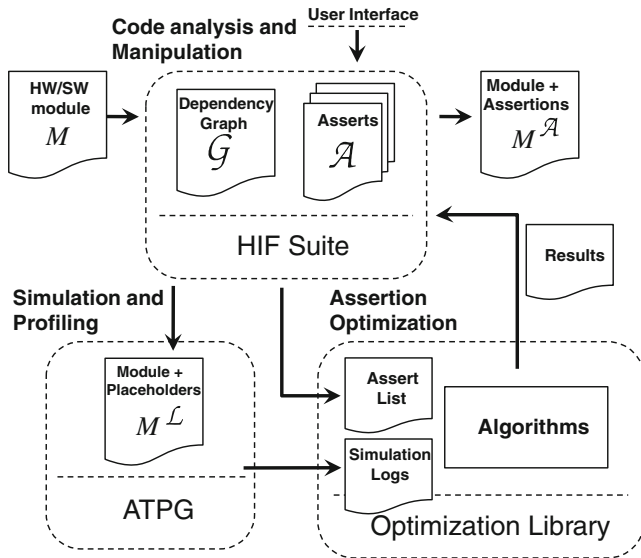 User Interface
Code analysis and
Manipulation
HW/SW
module
M
Dependency
Graph
G
Asserts
A
Module +
Assertions
M^A
HIF Suite
Results
Simulation and
Profiling
Assertion
Optimization
Module +
Placeholders
M^L
Assert
List
Algorithms
Simulation
Logs
ATPG
Optimization Library